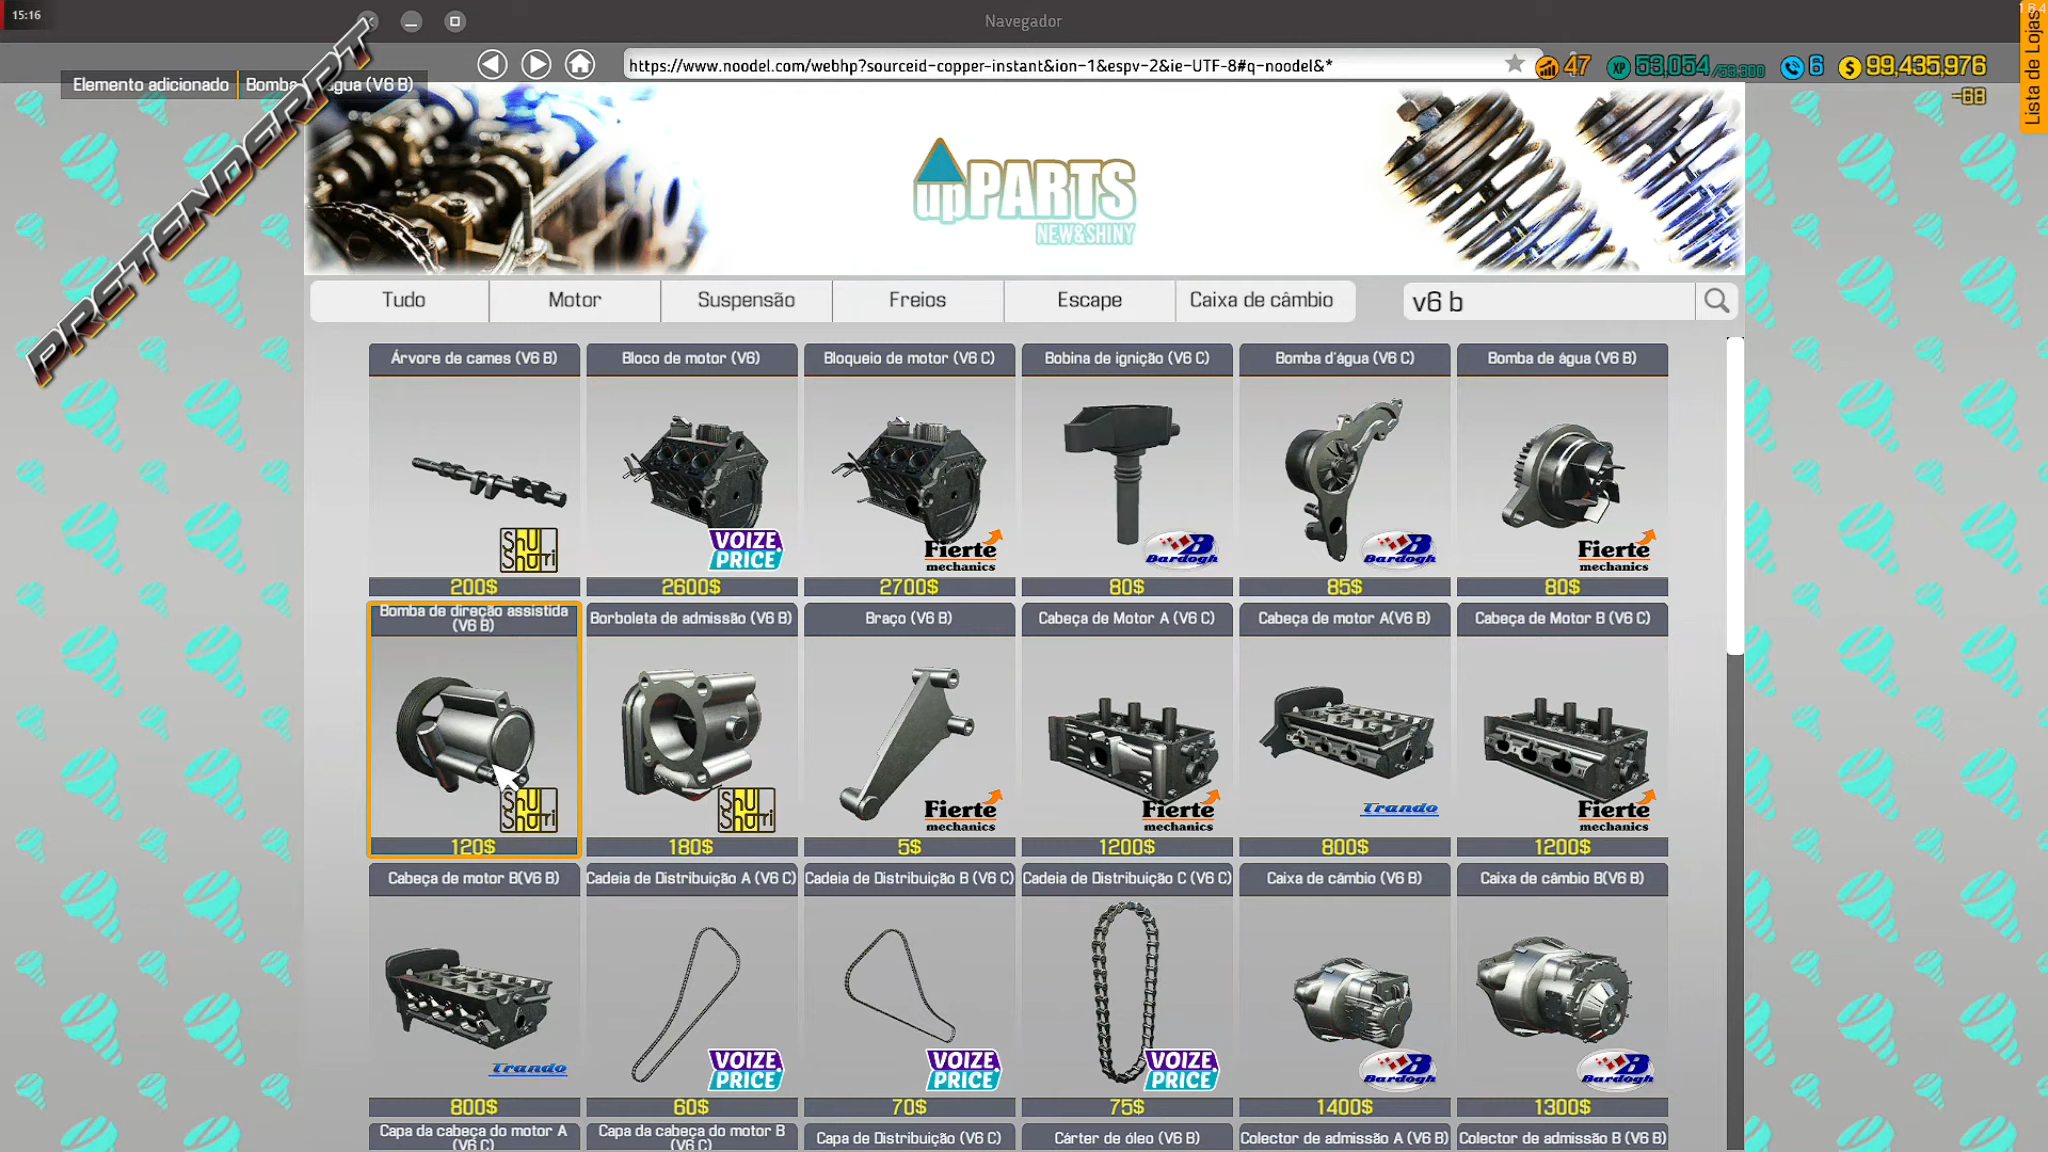 15:16
Navegador
https://www.noodel.com/webhp?sourceid-copper-instant&ion-1&espv-2&ie-UTF-8#q-noodel&*
47
XP 53,054/53,300
6
$ 99,435,976
-68
Lista de Lojas
Elemento adicionado
Bomba água (V6 B)
PRETENDERPT
upPARTS
NEW&SHINY
Tudo
Motor
Suspensão
Freios
Escape
Caixa de câmbio
v6 b
Árvore de cames (V6 B)
Bloco de motor (V6)
Bloqueio de motor (V6 C)
Bobina de ignição (V6 C)
Bomba d'água (V6 C)
Bomba de água (V6 B)
Shu Shurri
VOIZE PRICE
Fierte mechanics
Bardogh
Bardogh
Fierte mechanics
200$
2600$
2700$
80$
85$
80$
Bomba de direção assistida
(V6 B)
Borboleta de admissão (V6 B)
Braço (V6 B)
Cabeça de Motor A (V6 C)
Cabeça de motor A(V6 B)
Cabeça de Motor B (V6 C)
Shu Shurri
Shu Shurri
Fierte mechanics
Fierte mechanics
Trando
Fierte mechanics
120$
180$
5$
1200$
800$
1200$
Cabeça de motor B(V6 B)
Cadeia de Distribuição A (V6 C)
Cadeia de Distribuição B (V6 C)
Cadeia de Distribuição C (V6 C)
Caixa de câmbio (V6 B)
Caixa de câmbio B(V6 B)
Trando
VOIZE PRICE
VOIZE PRICE
VOIZE PRICE
Bardogh
Bardogh
800$
60$
70$
75$
1400$
1300$
Capa da cabeça do motor A
(V6 C)
Capa da cabeça do motor B
(V6 C)
Capa de Distribuição (V6 C)
Cárter de óleo (V6 B)
Colector de admissão A (V6 B)
Colector de admissão B (V6 B)